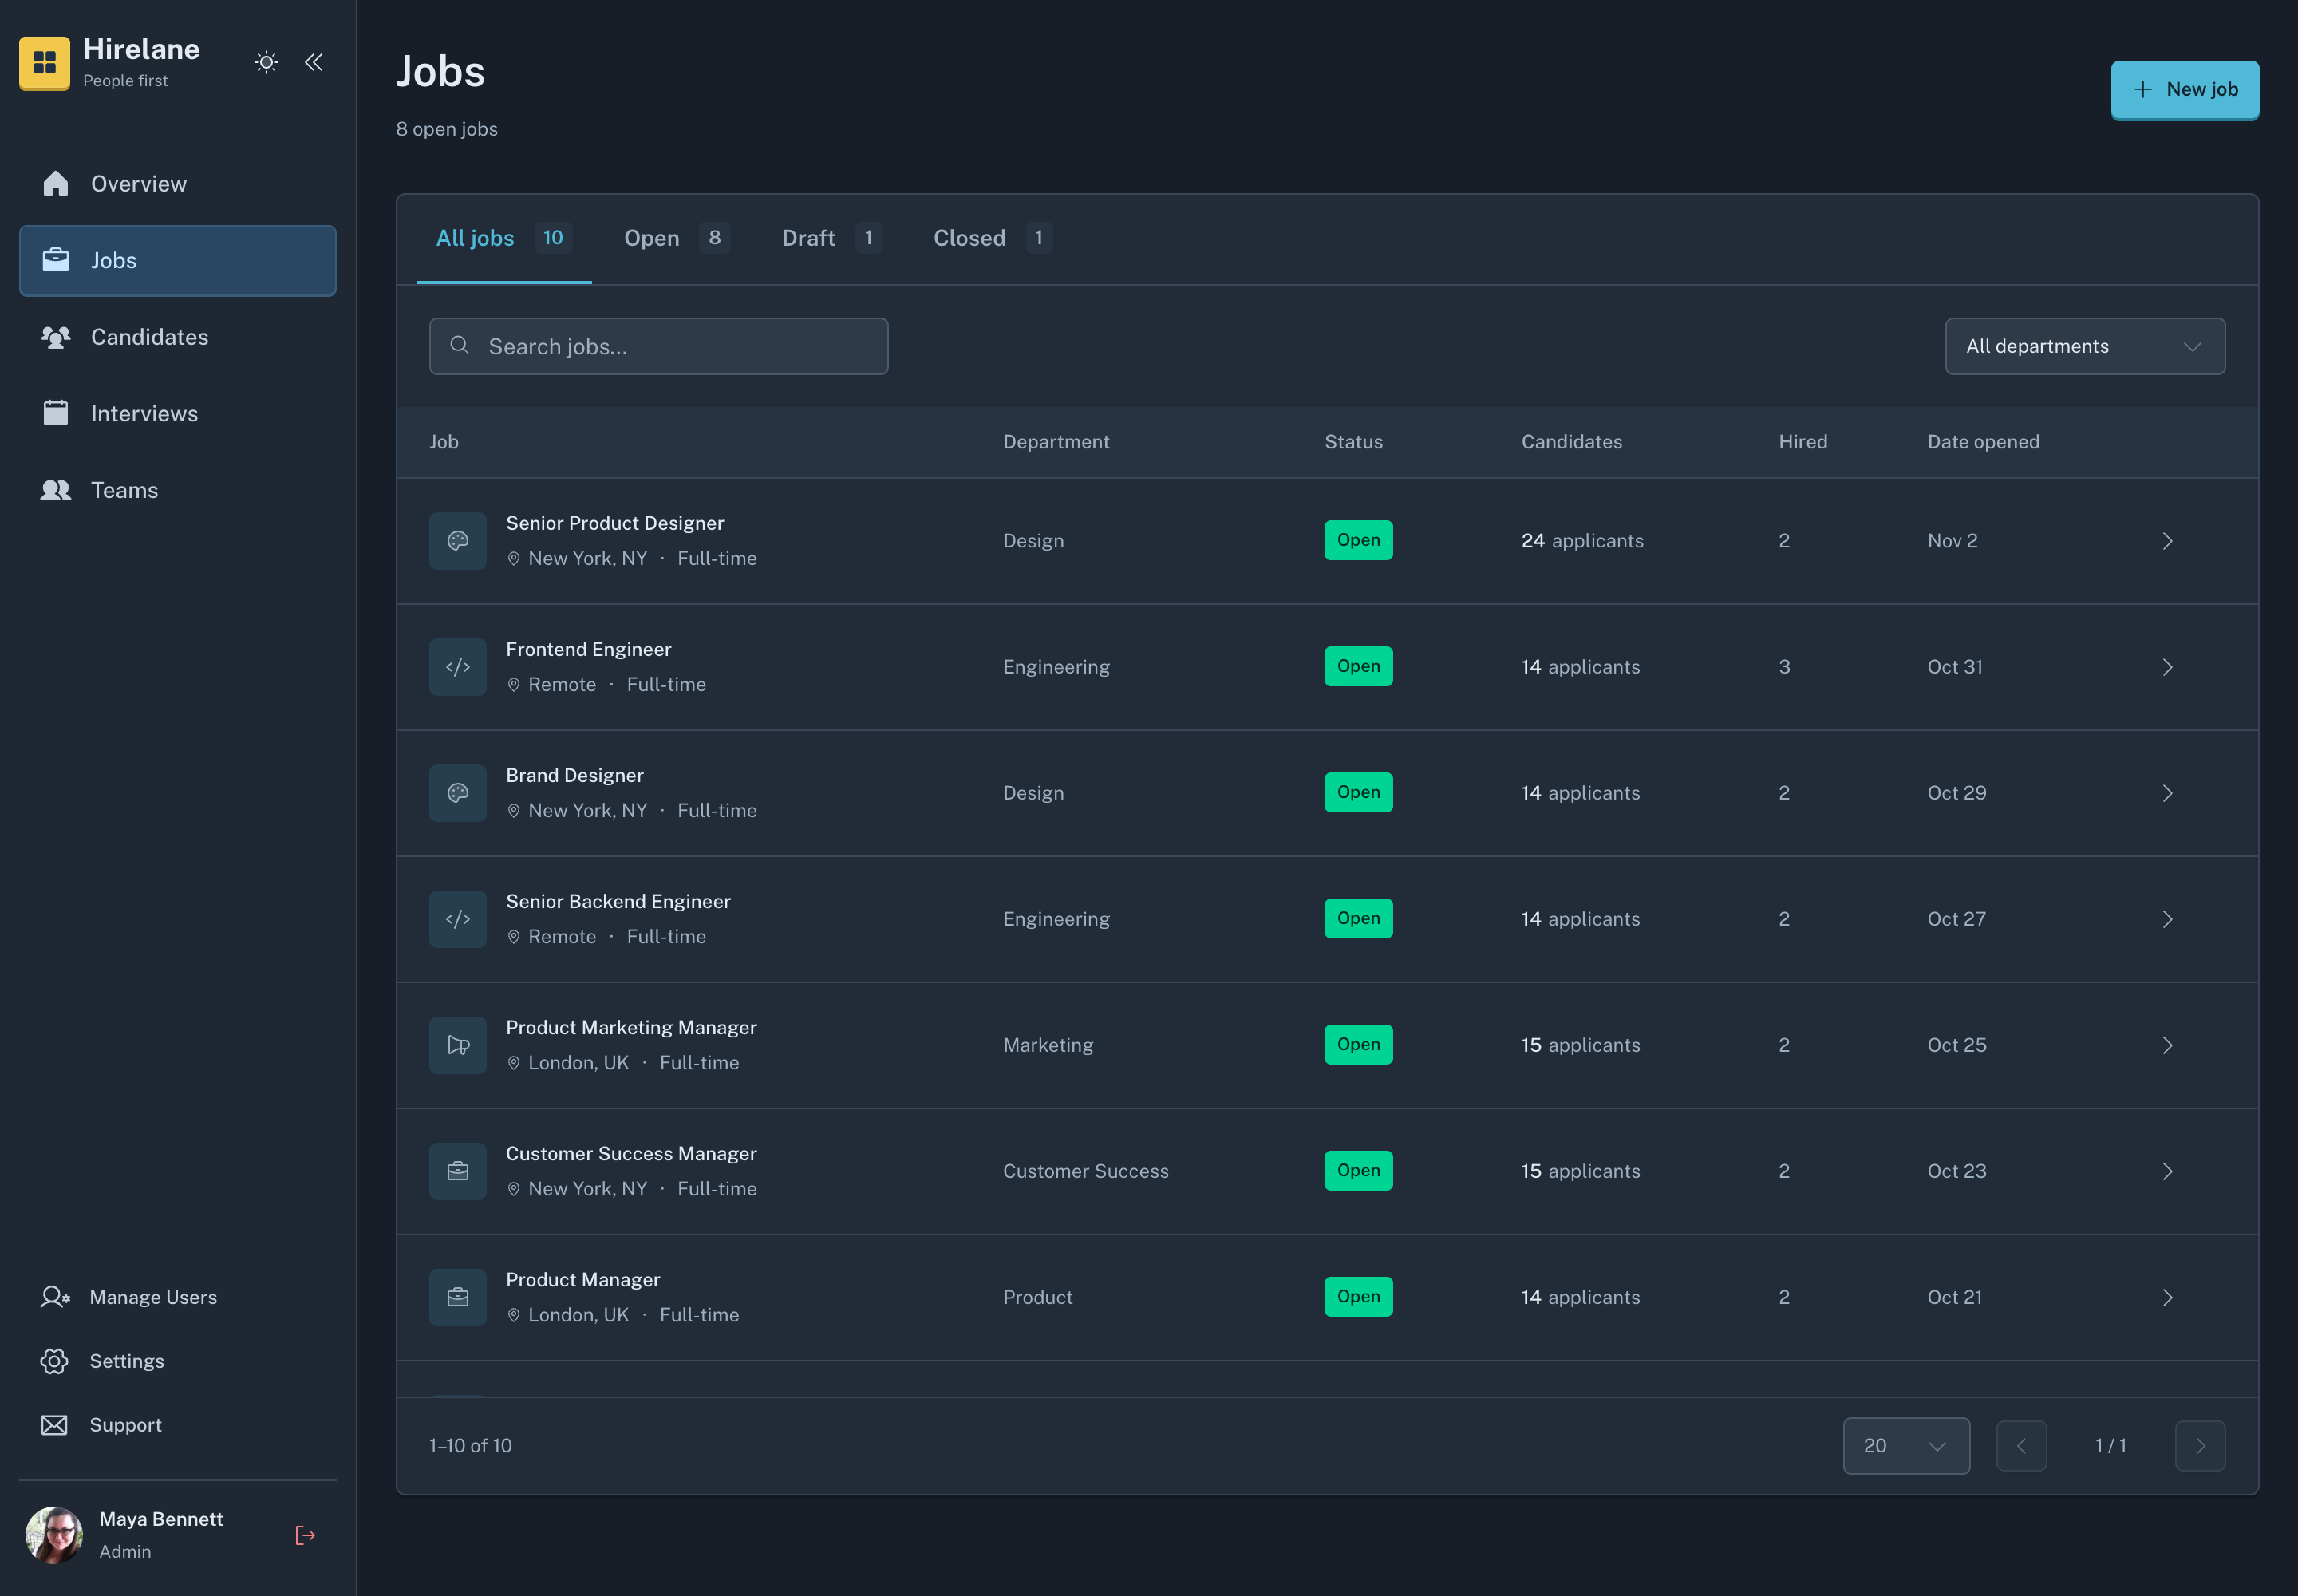 Hirelane
People first
Overview
Jobs
Candidates
Interviews
Teams
Manage Users
Settings
Support
Maya Bennett
Admin
Jobs
8 open jobs
New job
All jobs 10 Open 8 Draft 1 Closed 1
Search jobs...
All departments
Job Department Status Candidates Hired Date opened
Senior Product Designer
New York, NY · Full-time
Design Open 24 applicants 2 Nov 2
Frontend Engineer
Remote · Full-time
Engineering Open 14 applicants 3 Oct 31
Brand Designer
New York, NY · Full-time
Design Open 14 applicants 2 Oct 29
Senior Backend Engineer
Remote · Full-time
Engineering Open 14 applicants 2 Oct 27
Product Marketing Manager
London, UK · Full-time
Marketing Open 15 applicants 2 Oct 25
Customer Success Manager
New York, NY · Full-time
Customer Success Open 15 applicants 2 Oct 23
Product Manager
London, UK · Full-time
Product Open 14 applicants 2 Oct 21
1–10 of 10
20
1 / 1